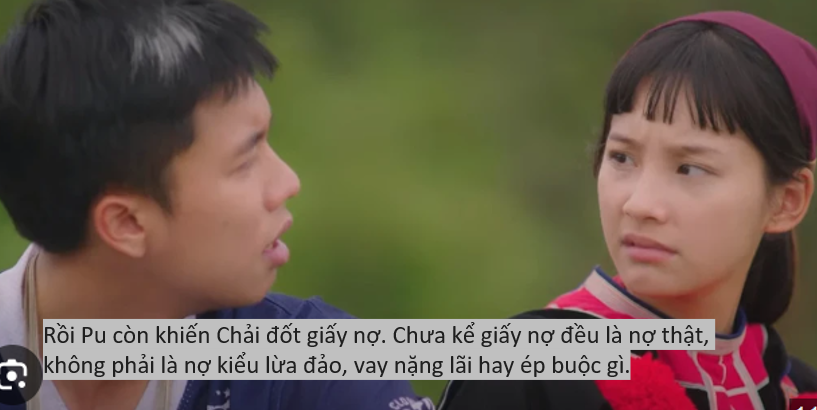 Rồi Pu còn khiến Chải đốt giấy nợ. Chưa kể giấy nợ đều là nợ thật,
không phải là nợ kiểu lừa đảo, vay nặng lãi hay ép buộc gì.